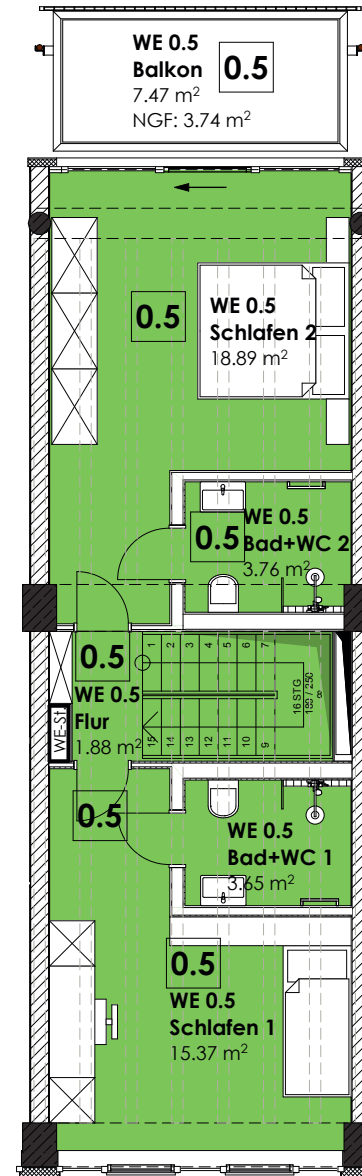 WE 0.5
Balkon
7.47 m²
NGF: 3.74 m²
0.5
0.5
WE 0.5
Schlafen 2
18.89 m²
0.5
WE 0.5
Bad+WC 2
3.76 m²
0.5
WE 0.5
Flur
1.88 m²
WE-St
1 2 3 4 5 6 7
8
15 14 13 12 11 10 9
16 STG
189 / 250
0.5
WE 0.5
Bad+WC 1
3.65 m²
0.5
WE 0.5
Schlafen 1
15.37 m²